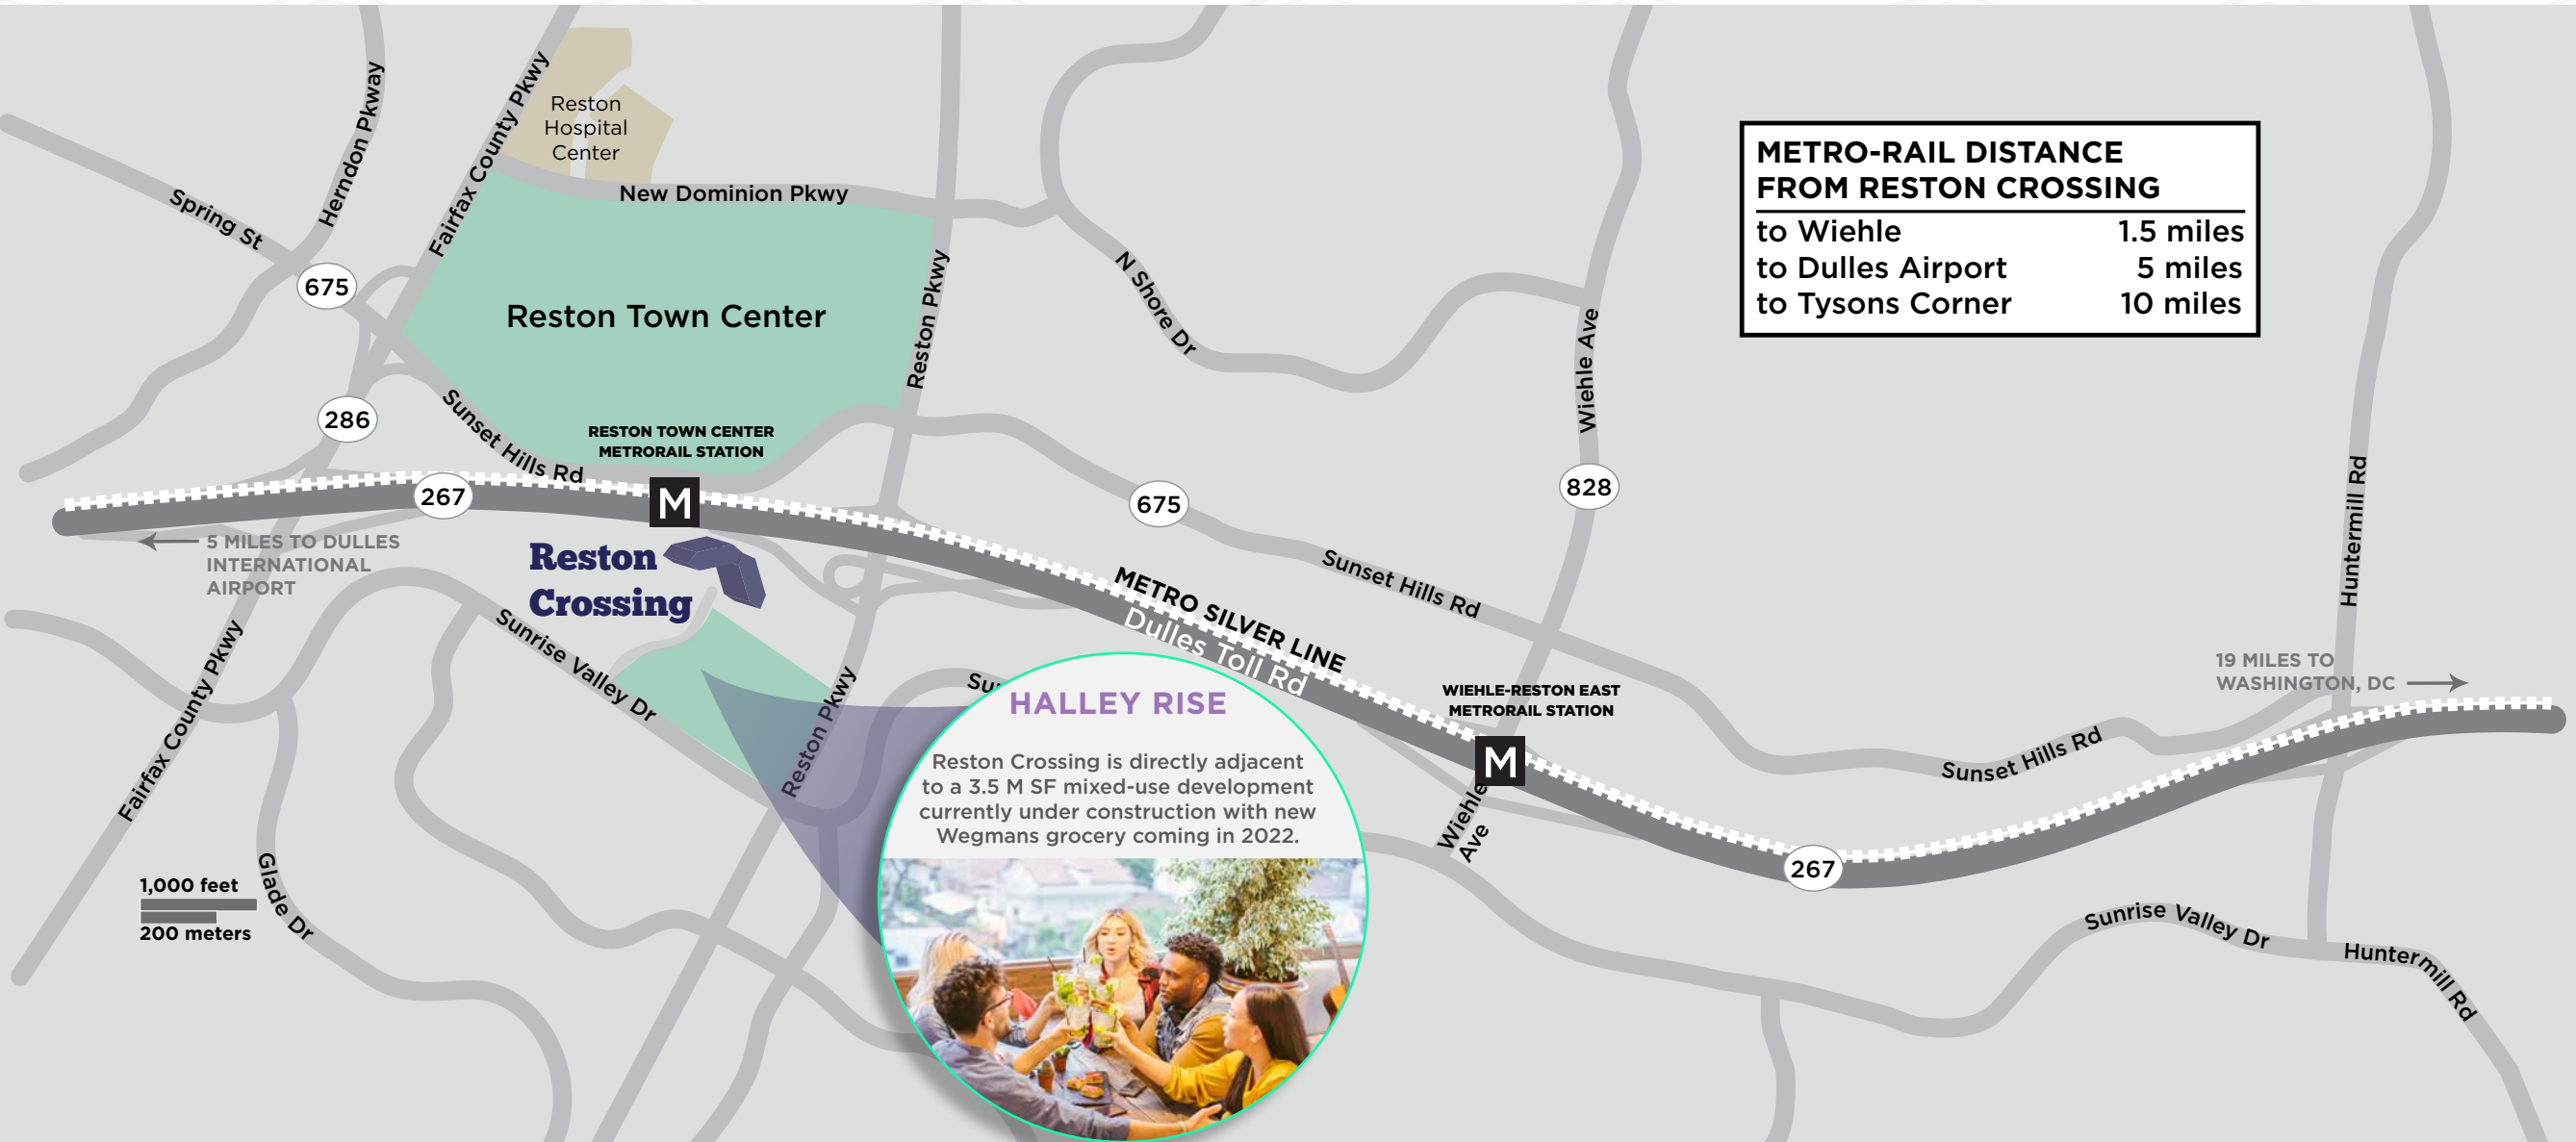 Herndon Pkway
Fairfax County Pkwy
Reston
Hospital
Center
New Dominion Pkwy
Spring St
675
METRO-RAIL DISTANCE
FROM RESTON CROSSING
to Wiehle 1.5 miles
to Dulles Airport 5 miles
to Tysons Corner 10 miles
Reston Town Center
Reston Pkwy
N Shore Dr
Wiehle Ave
286
Sunset Hills Rd
RESTON TOWN CENTER
METRORAIL STATION
M
267
675
828
Huntermill Rd
5 MILES TO DULLES
INTERNATIONAL
AIRPORT
Reston
Crossing
Sunset Hills Rd
METRO SILVER LINE
Dulles Toll Rd
Sunrise Valley Dr
Fairfax County Pkwy
Reston Pkwy
Su
HALLEY RISE
Reston Crossing is directly adjacent
to a 3.5 M SF mixed-use development
currently under construction with new
Wegmans grocery coming in 2022.
WIEHLE-RESTON EAST
METRORAIL STATION
M
Wiehle
Ave
19 MILES TO
WASHINGTON, DC
Sunset Hills Rd
267
1,000 feet
200 meters
Glade Dr
Sunrise Valley Dr
Huntermill Rd